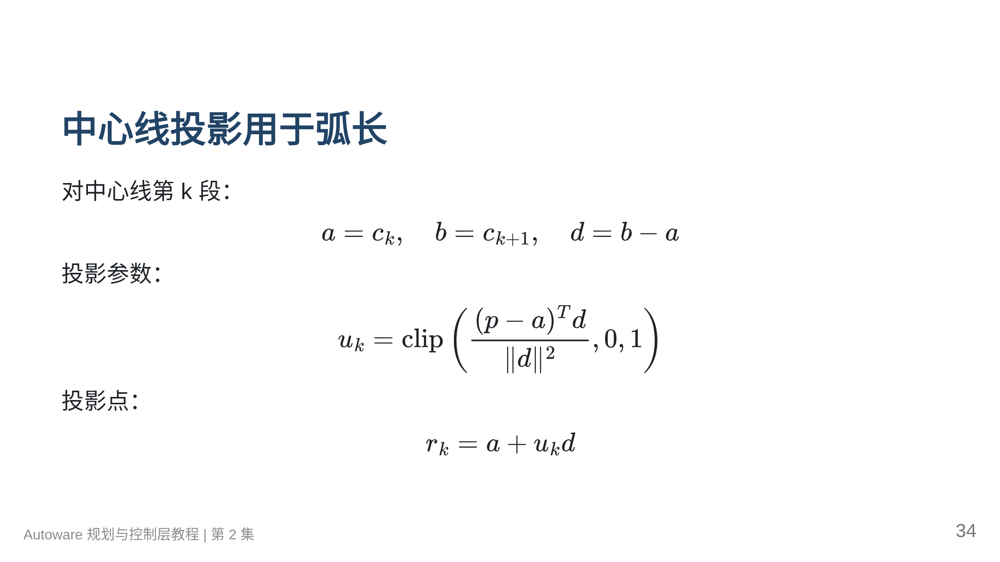 中心线投影用于弧长
对中心线第 k 段：
$a = c_k, \quad b = c_{k+1}, \quad d = b - a$
投影参数：
$u_k = \text{clip}\left(\frac{(p-a)^T d}{\|d\|^2}, 0, 1\right)$
投影点：
$r_k = a + u_k d$
Autoware 规划与控制层教程 | 第 2 集
34